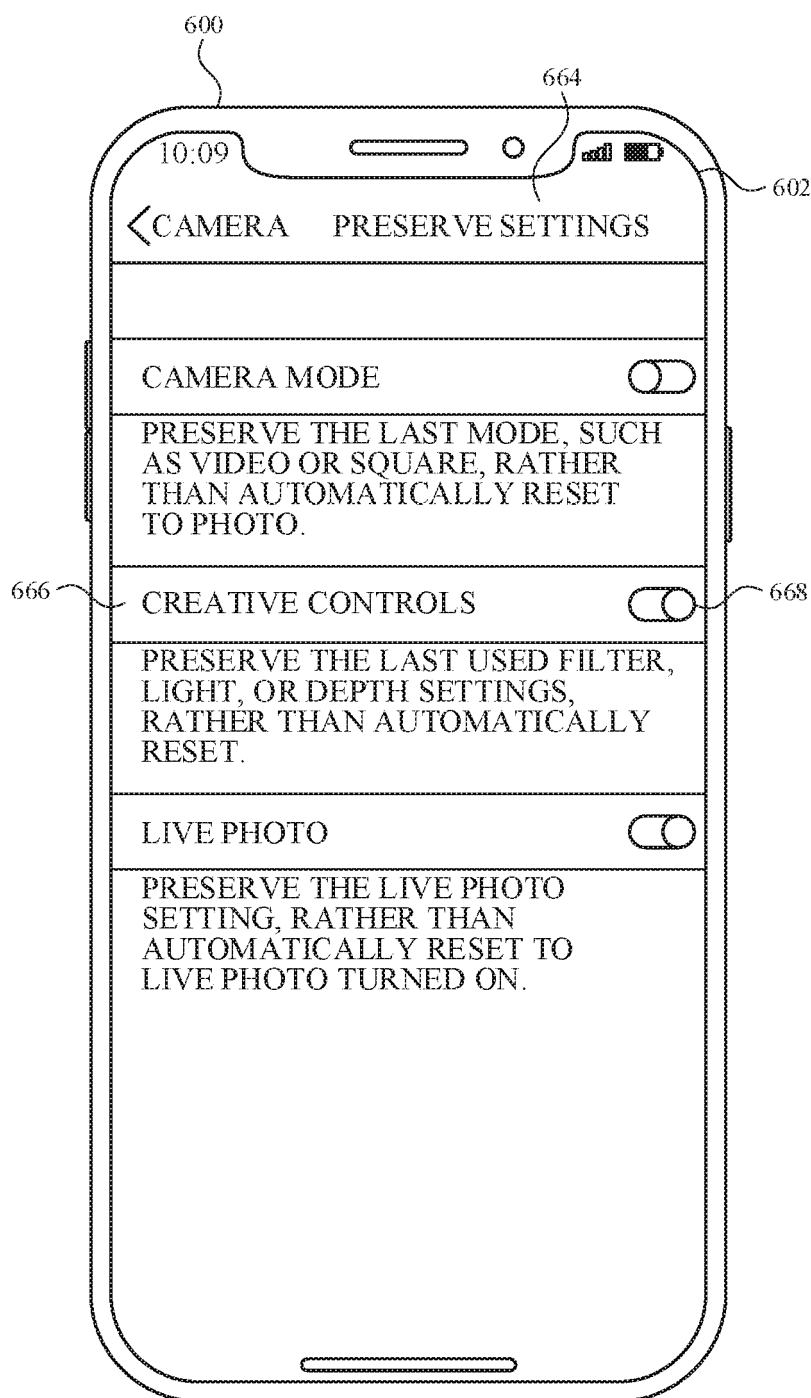 600
664
10:09
602
CAMERA PRESERVE SETTINGS
CAMERA MODE
PRESERVE THE LAST MODE, SUCH
AS VIDEO OR SQUARE, RATHER
THAN AUTOMATICALLY RESET
TO PHOTO.
666 CREATIVE CONTROLS 668
PRESERVE THE LAST USED FILTER,
LIGHT, OR DEPTH SETTINGS,
RATHER THAN AUTOMATICALLY
RESET.
LIVE PHOTO
PRESERVE THE LIVE PHOTO
SETTING, RATHER THAN
AUTOMATICALLY RESET TO
LIVE PHOTO TURNED ON.